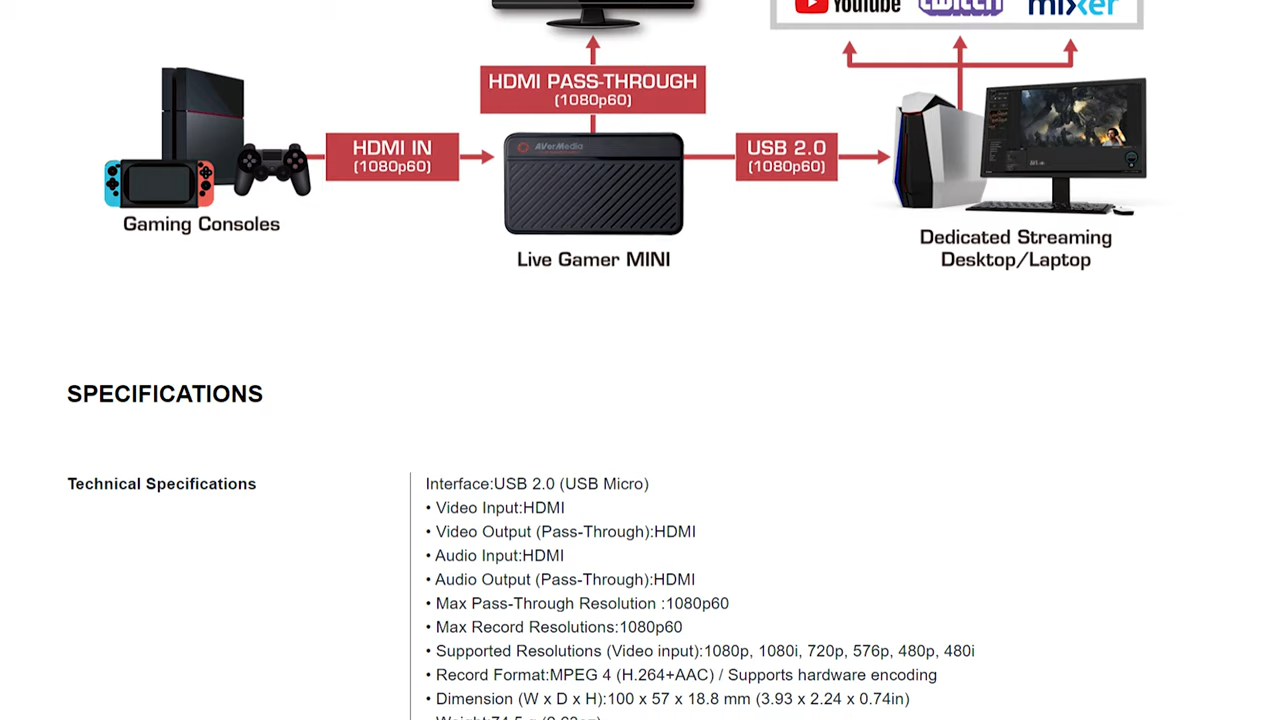 YouTube twitch mixer
HDMI PASS-THROUGH
(1080p60)
HDMI IN
(1080p60)
AVerMedia
USB 2.0
(1080p60)
Gaming Consoles
Live Gamer MINI
Dedicated Streaming
Desktop/Laptop
SPECIFICATIONS
Technical Specifications
Interface:USB 2.0 (USB Micro)
• Video Input:HDMI
• Video Output (Pass-Through):HDMI
• Audio Input:HDMI
• Audio Output (Pass-Through):HDMI
• Max Pass-Through Resolution :1080p60
• Max Record Resolutions:1080p60
• Supported Resolutions (Video input):1080p, 1080i, 720p, 576p, 480p, 480i
• Record Format:MPEG 4 (H.264+AAC) / Supports hardware encoding
• Dimension (W x D x H):100 x 57 x 18.8 mm (3.93 x 2.24 x 0.74in)